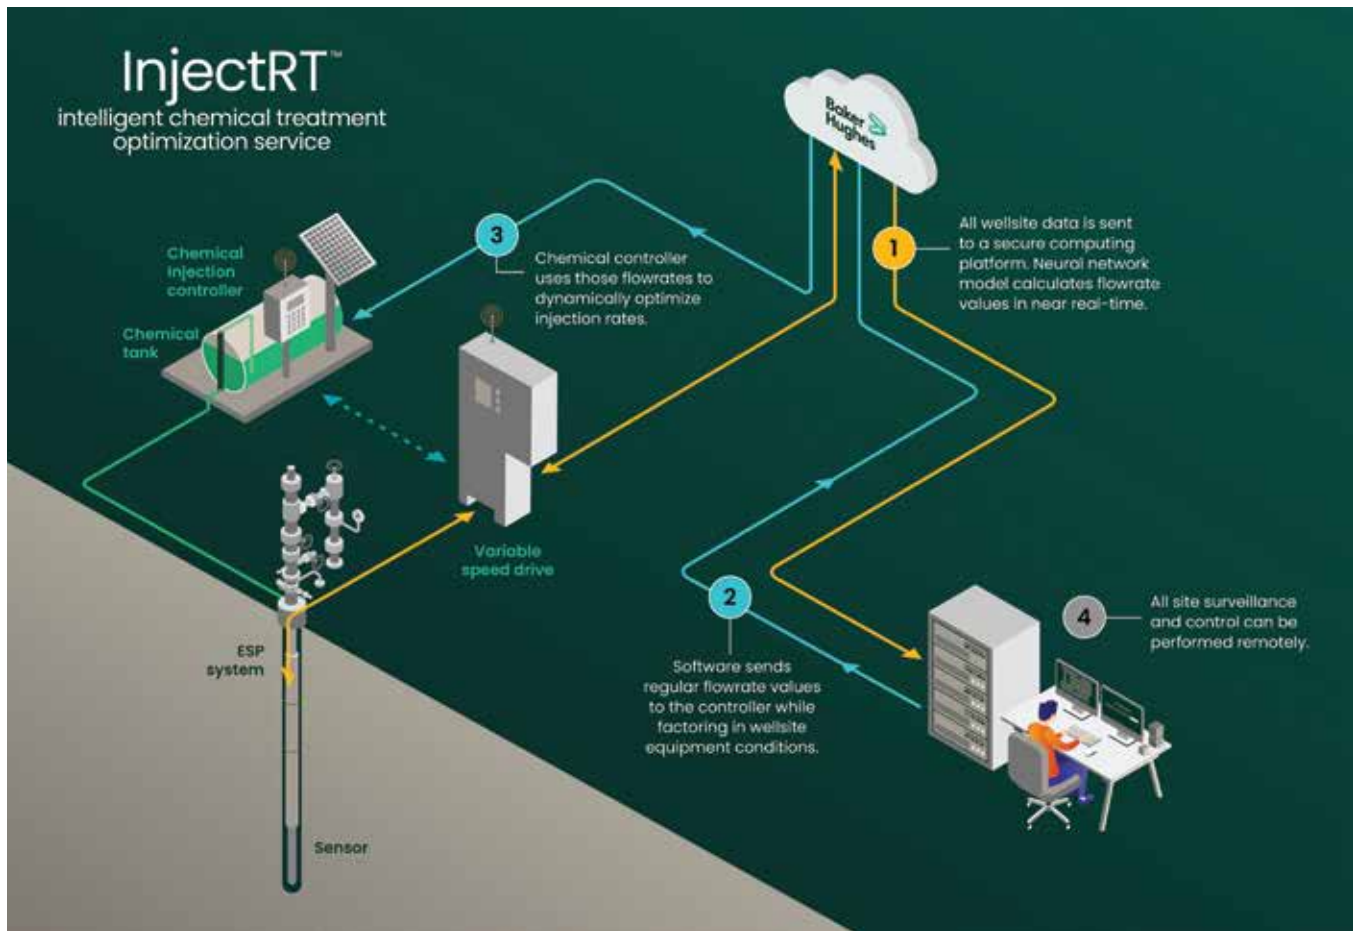 InjectRT™
intelligent chemical treatment
optimization service
Baker
Hughes
1
All wellsite data is sent
to a secure computing
platform. Neural network
model calculates flowrate
values in near real-time.
3
Chemical controller
uses those flowrates to
dynamically optimize
injection rates.
Chemical
injection
controller
Chemical
tank
Variable
speed drive
2
Software sends
regular flowrate values
to the controller while
factoring in wellsite
equipment conditions.
4
All site surveillance
and control can be
performed remotely.
ESP
system
Sensor